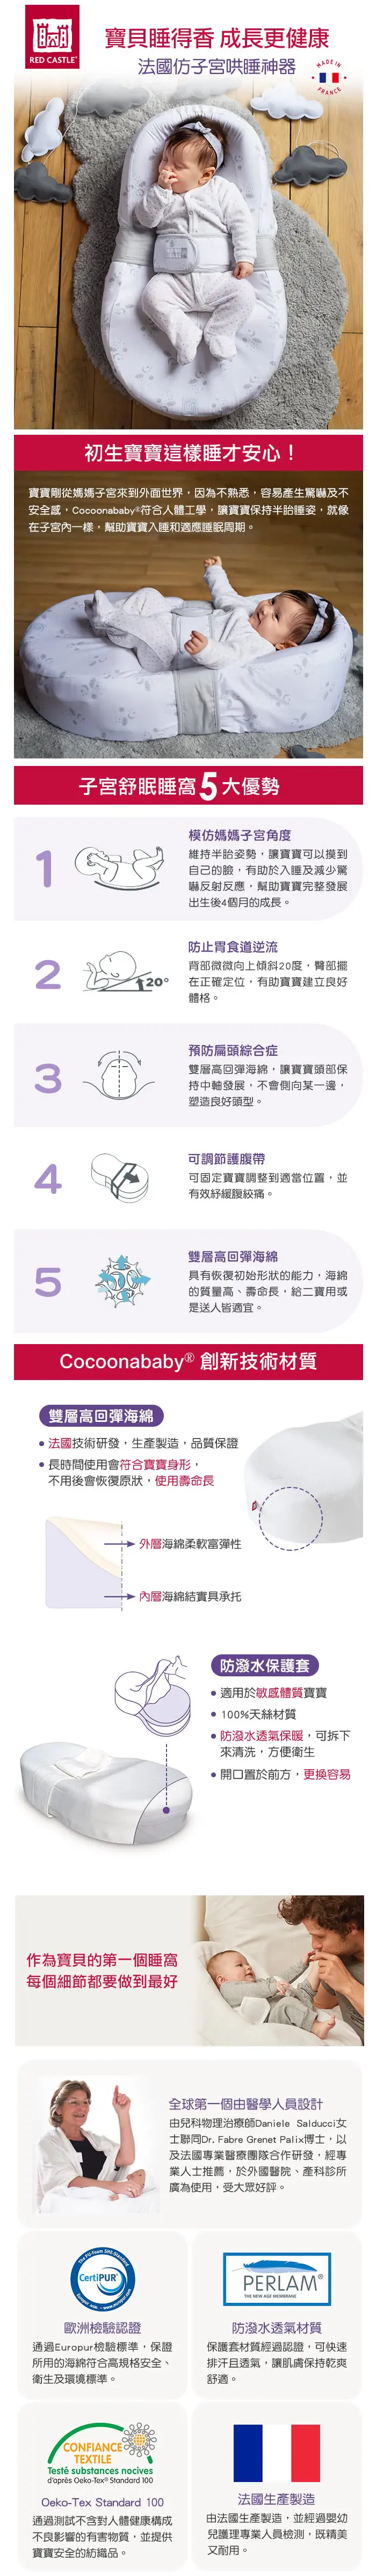 RED CASTLE
寶貝睡得香 成長更健康
法國仿子宮哄睡神器
MADE IN FRANCE
初生寶寶這樣睡才安心！
寶寶剛從媽媽子宮來到外面世界，因為不熟悉，容易產生驚嚇及不
安全感，Cocoonababy®符合人體工學，讓寶寶保持半胎睡姿，就像
在子宮內一樣，幫助寶寶入睡和適應睡眠周期。
子宮舒眠睡窩5大優勢
1
模仿媽媽子宮角度
維持半胎姿勢，讓寶寶可以摸到
自己的臉，有助於入睡及減少驚
嚇反射反應，幫助寶寶完整發展
出生後4個月的成長。
2
20°
防止胃食道逆流
背部微微向上傾斜20度，臀部擺
在正確定位，有助寶寶建立良好
體格。
3
預防扁頭綜合症
雙層高回彈海綿，讓寶寶頭部保
持中軸發展，不會側向某一邊，
塑造良好頭型。
4
可調節護腹帶
可固定寶寶調整到適當位置，並
有效紓緩腹絞痛。
5
雙層高回彈海綿
具有恢復初始形狀的能力，海綿
的質量高、壽命長，給二寶用或
是送人皆適宜。
Cocoonababy® 創新技術材質
雙層高回彈海綿
• 法國技術研發，生產製造，品質保證
• 長時間使用會符合寶寶身形，
不用後會恢復原狀，使用壽命長
外層海綿柔軟富彈性
內層海綿結實具承托
防潑水保護套
• 適用於敏感體質寶寶
• 100%天絲材質
• 防潑水透氣保暖，可拆下
來清洗，方便衛生
• 開口置於前方，更換容易
作為寶貝的第一個睡窩
每個細節都要做到最好
全球第一個由醫學人員設計
由兒科物理治療師Daniele Salducci女
士聯同Dr. Fabre Grenet Palix博士，以
及法國專業醫療團隊合作研發，經專
業人士推薦，於外國醫院、產科診所
廣為使用，受大眾好評。
CertiPUR
歐洲檢驗認證
通過Europur檢驗標準，保證
所用的海綿符合高規格安全、
衛生及環境標準。
PERLAM®
THE NEW AGE MEMBRANE
防潑水透氣材質
保護套材質經過認證，可快速
排汗且透氣，讓肌膚保持乾爽
舒適。
CONFIANCE
TEXTILE
Testé substances nocives
d'après Oeko-Tex® Standard 100
Oeko-Tex Standard 100
通過測試不含對人體健康構成
不良影響的有害物質，並提供
寶寶安全的紡織品。
法國生產製造
由法國生產製造，並經過嬰幼
兒護理專業人員檢測，既精美
又耐用。